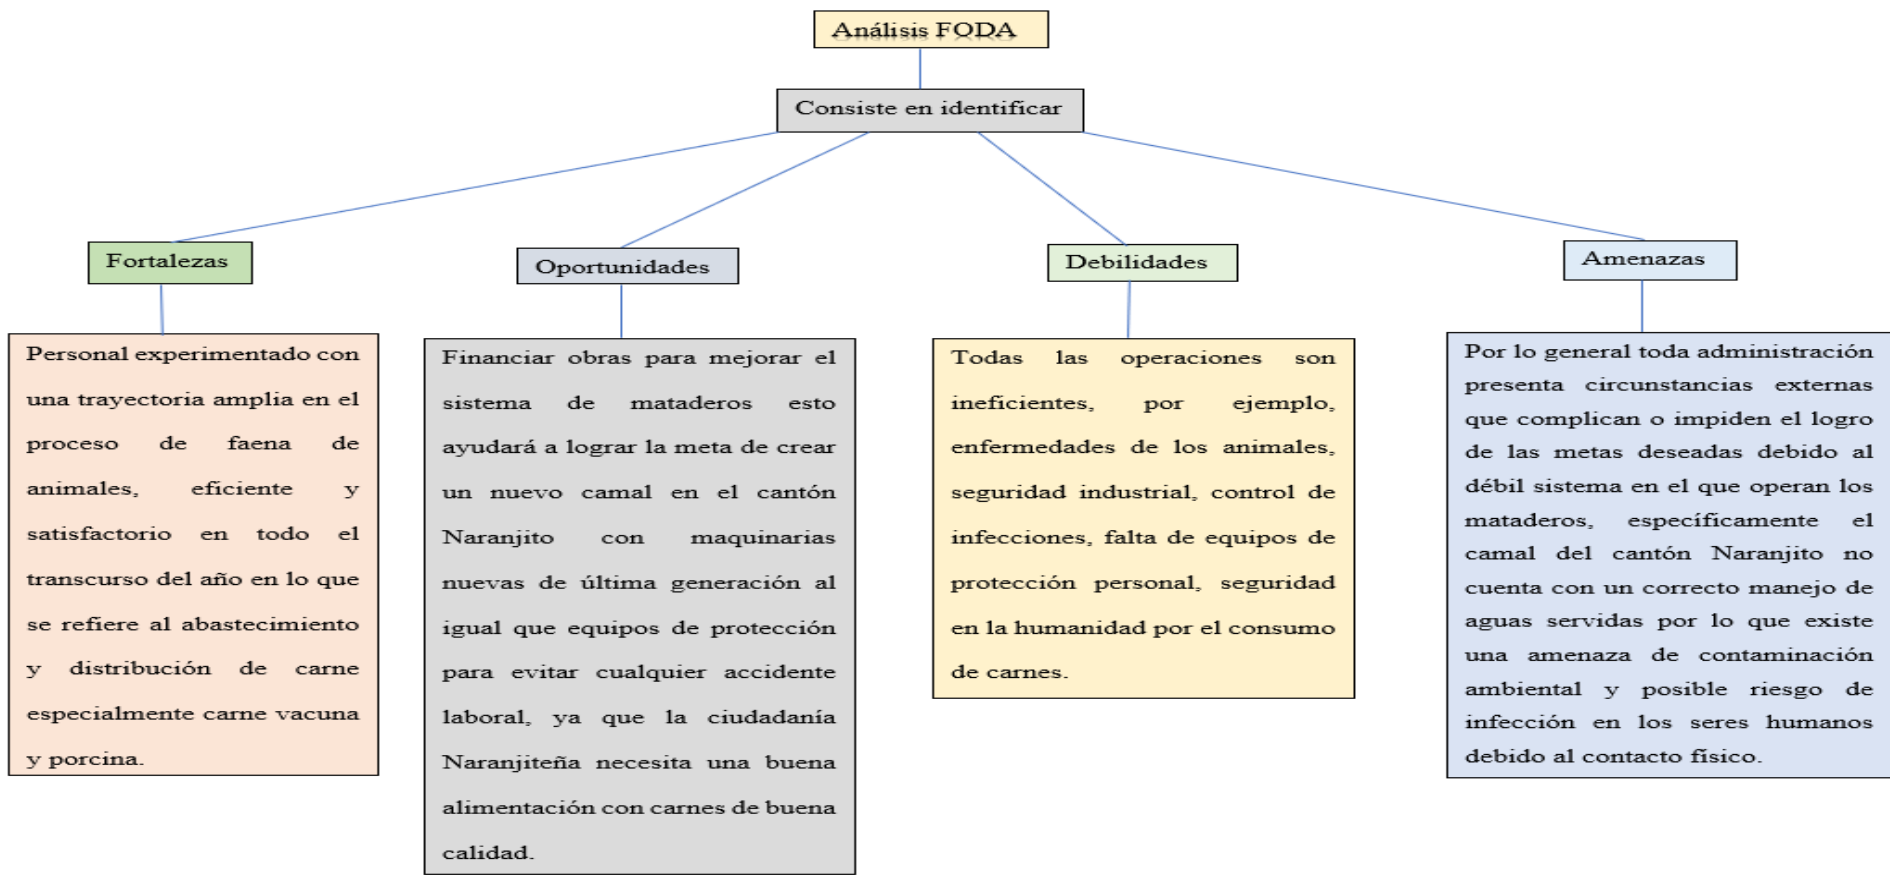 Análisis FODA
Consiste en identificar
Fortalezas
Personal experimentado con
una trayectoria amplia en el
proceso de faena de
animales, eficiente y
satisfactorio en todo el
transcurso del año en lo que
se refiere al abastecimiento
y distribución de carne
especialmente carne vacuna
y porcina.
Oportunidades
Financiar obras para mejorar el
sistema de mataderos esto
ayudará a lograr la meta de crear
un nuevo camal en el cantón
Naranjito con maquinarias
nuevas de última generación al
igual que equipos de protección
para evitar cualquier accidente
laboral, ya que la ciudadanía
Naranjiteña necesita una buena
alimentación con carnes de buena
calidad.
Debilidades
Todas las operaciones son
ineficientes, por ejemplo,
enfermedades de los animales,
seguridad industrial, control de
infecciones, falta de equipos de
protección personal, seguridad
en la humanidad por el consumo
de carnes.
Amenazas
Por lo general toda administración
presenta circunstancias externas
que complican o impiden el logro
de las metas deseadas debido al
débil sistema en el que operan los
mataderos, específicamente el
camal del cantón Naranjito no
cuenta con un correcto manejo de
aguas servidas por lo que existe
una amenaza de contaminación
ambiental y posible riesgo de
infección en los seres humanos
debido al contacto físico.